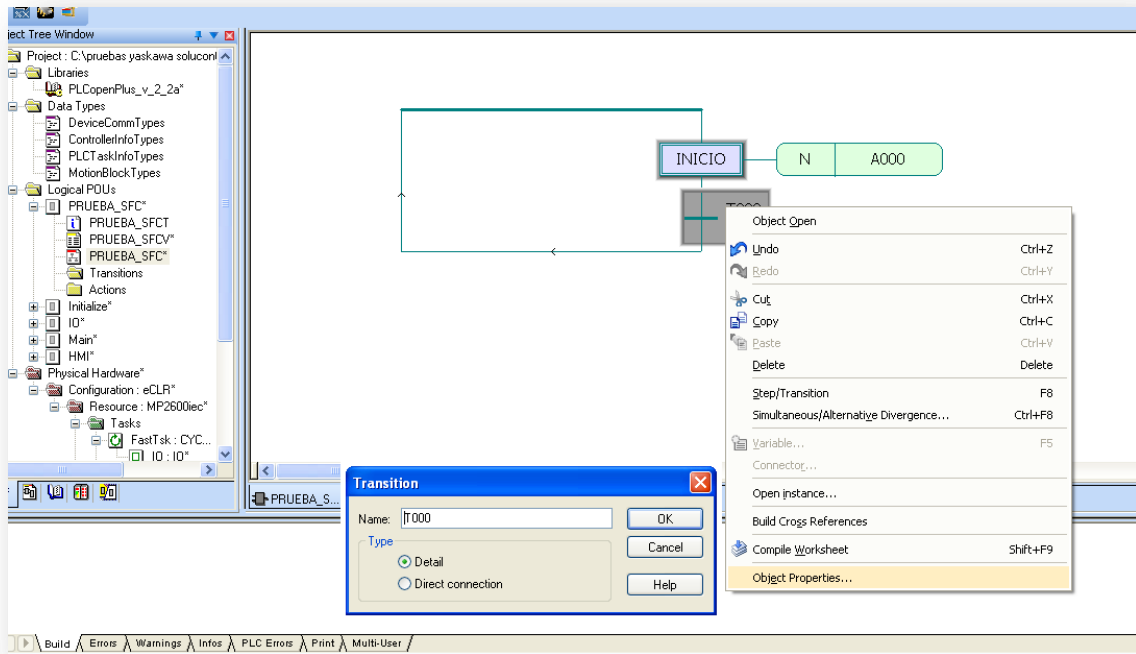 ject Tree Window
Project : C:\pruebas yaskawa solucont
Libraries
PLCopenPlus_v_2_2a*
Data Types
DeviceCommTypes
ControllerInfoTypes
PLCTaskInfoTypes
MotionBlockTypes
Logical POUs
PRUEBA_SFC*
PRUEBA_SFCT
PRUEBA_SFCV*
PRUEBA_SFC*
Transitions
Actions
Initialize*
IO*
Main*
HMI*
Physical Hardware*
Configuration : eCLR*
Resource : MP2600iec*
Tasks
FastTsk : CYC...
IO : IO*
INICIO N A000
T000
Object Open
Undo Ctrl+Z
Redo Ctrl+Y
Cut Ctrl+X
Copy Ctrl+C
Paste Ctrl+V
Delete Delete
Step/Transition F8
Simultaneous/Alternative Divergence... Ctrl+F8
Variable... F5
Connector...
Open instance...
Build Cross References
Compile Worksheet Shift+F9
Object Properties...
PRUEBA_S...
Transition
Name: T000 OK
Type Cancel
Detail
Direct connection Help
Build Errors Warnings Infos PLC Errors Print Multi-User